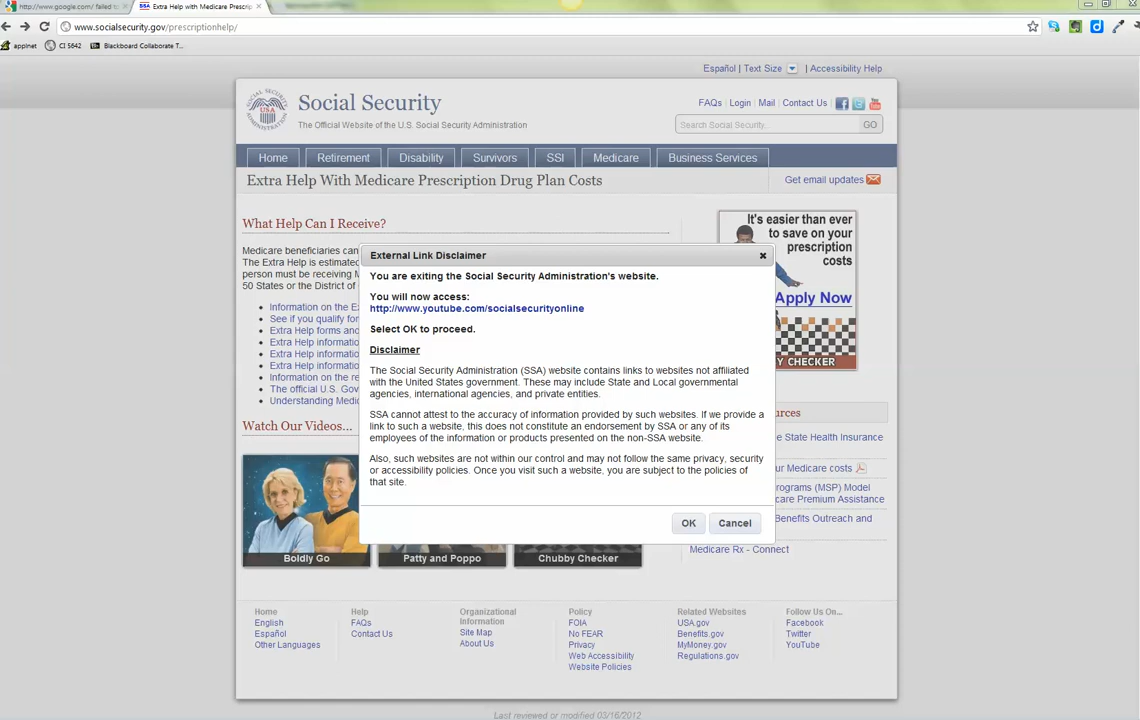 http://www.google.com/ failed t
Extra Help with Medicare Prescrip
www.socialsecurity.gov/prescriptionhelp/
appInet
CI 5642
Blackboard Collaborate T...
Español | Text Size | Accessibility Help
Social Security
The Official Website of the U.S. Social Security Administration
FAQs Login Mail Contact Us
Search Social Security...
GO
Home Retirement Disability Survivors SSI Medicare Business Services
Extra Help With Medicare Prescription Drug Plan Costs
Get email updates
What Help Can I Receive?
Medicare beneficiaries can
The Extra Help is estimated
person must be receiving M
50 States or the District of
Information on the E
See if you qualify for
Extra Help forms and
Extra Help informatio
Extra Help informatio
Extra Help informatio
Information on the re
The official U.S. Gov
Understanding Medic
Watch Our Videos...
External Link Disclaimer
You are exiting the Social Security Administration's website.
You will now access:
http://www.youtube.com/socialsecurityonline
Select OK to proceed.
Disclaimer
The Social Security Administration (SSA) website contains links to websites not affiliated
with the United States government. These may include State and Local governmental
agencies, international agencies, and private entities.
SSA cannot attest to the accuracy of information provided by such websites. If we provide a
link to such a website, this does not constitute an endorsement by SSA or any of its
employees of the information or products presented on the non-SSA website.
Also, such websites are not within our control and may not follow the same privacy, security
or accessibility policies. Once you visit such a website, you are subject to the policies of
that site.
OK
Cancel
It's easier than ever
to save on your
prescription
costs
Apply Now
Y CHECKER
urces
e State Health Insurance
ur Medicare costs
rograms (MSP) Model
care Premium Assistance
Benefits Outreach and
Medicare Rx - Connect
Boldly Go
Patty and Poppo
Chubby Checker
Home
English
Español
Other Languages
Help
FAQs
Contact Us
Organizational
Information
Site Map
About Us
Policy
FOIA
No FEAR
Privacy
Web Accessibility
Website Policies
Related Websites
USA.gov
Benefits.gov
MyMoney.gov
Regulations.gov
Follow Us On...
Facebook
Twitter
YouTube
Last reviewed or modified 03/16/2012